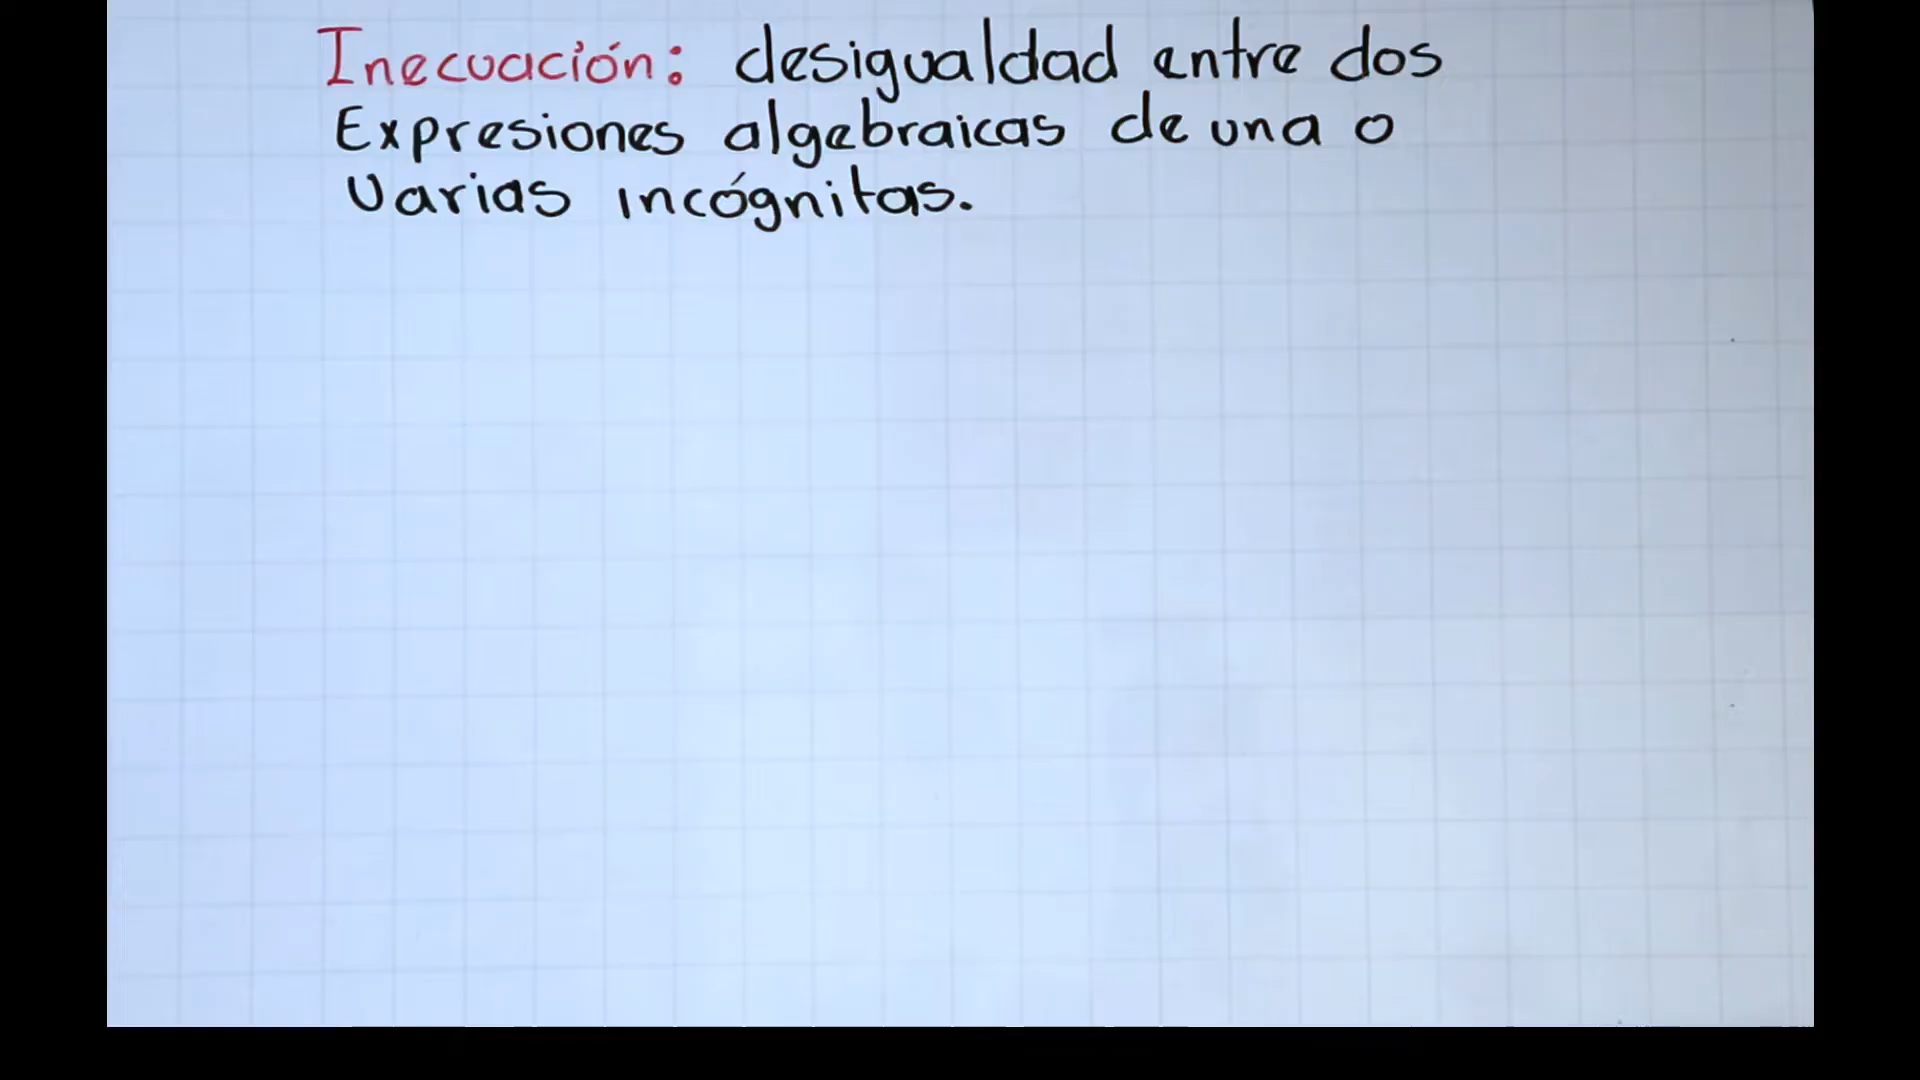 Inecuación: desigualdad entre dos
Expresiones algebraicas de una o
Varias incógnitas.